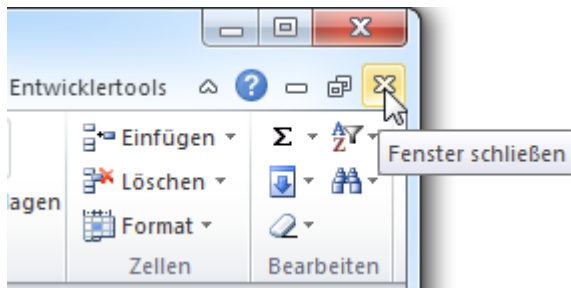 Entwicklertools
Einfügen
Löschen
lagen
Format
Zellen
Bearbeiten
Fenster schließen